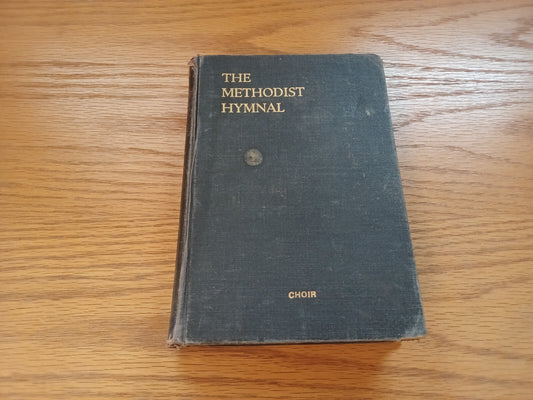 THE
METHODIST
HYMNAL
CHOIR